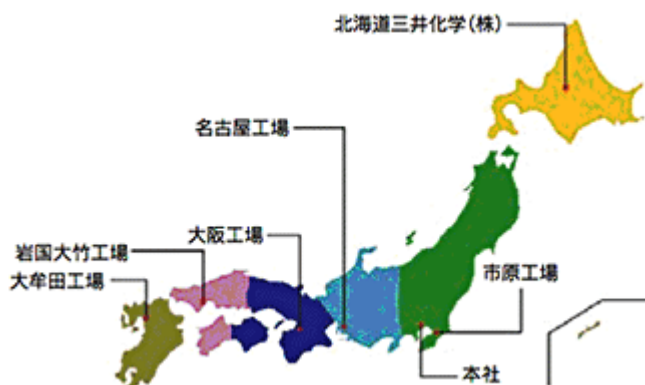 北海道三井化学(株)
名古屋工場
大阪工場
岩国大竹工場
大牟田工場
市原工場
本社